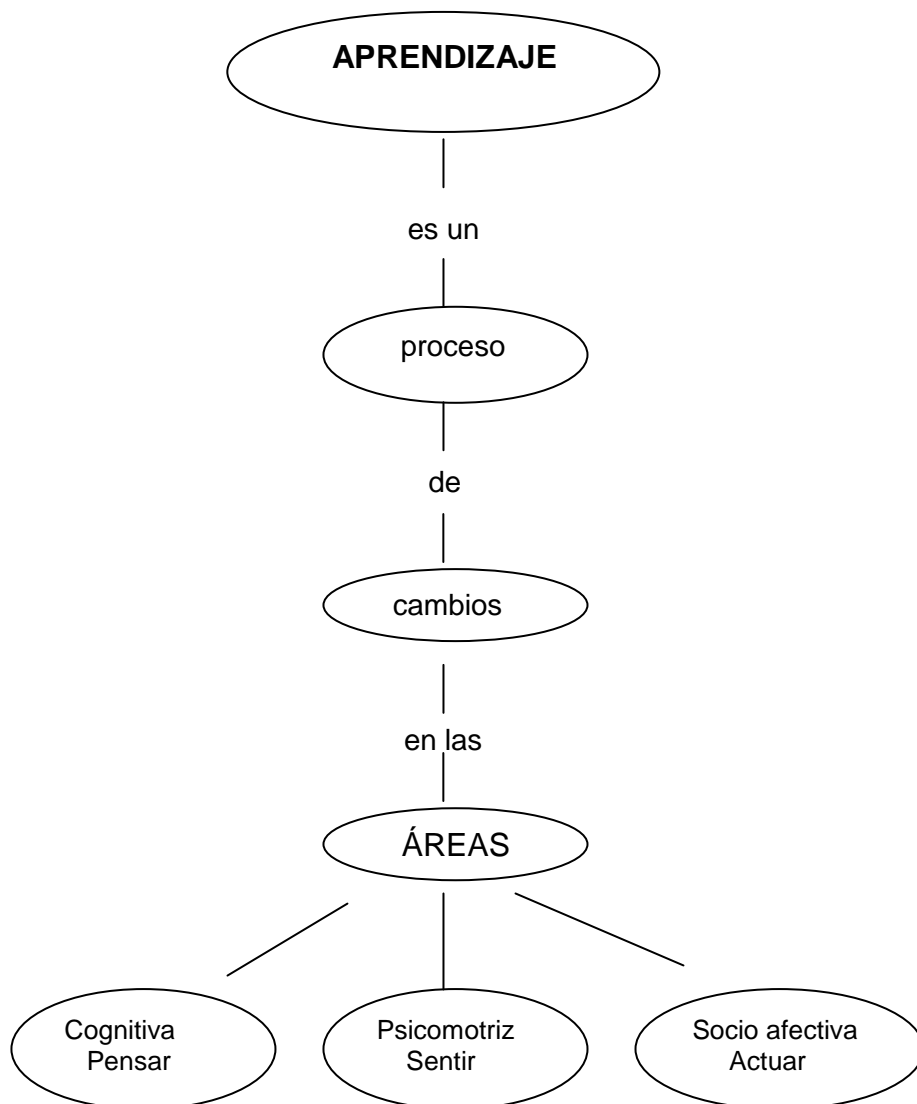 APRENDIZAJE
es un
proceso
de
cambios
en las
ÁREAS
Cognitiva
Pensar
Psicomotriz
Sentir
Socio afectiva
Actuar